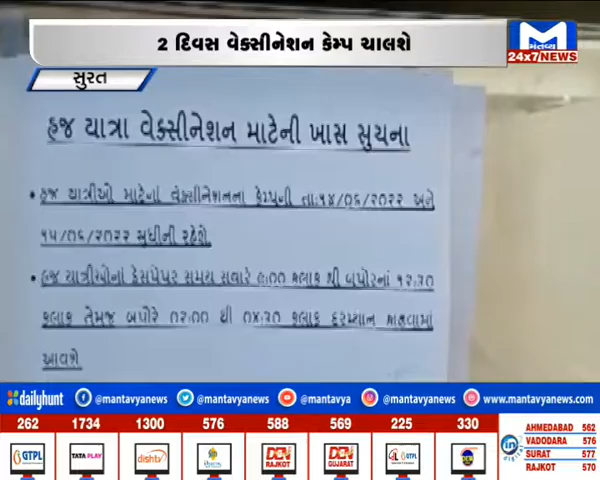 2 દિવસ વેક્સીનેશન કેમ્પ ચાલશે
મંતવ્ય
24x7 NEWS
સુરત
હજ યાત્રા વેક્સીનેશન માટેની ખાસ સુચના
• હજ યાત્રીઓ માટેનાં વેક્સીનેશનના કેમ્પની તા:૧૪/૦૬/૨૦૨૨ અને
૧૫/૦૬/૨૦૨૨ સુધીની રહેશે
• હજ યાત્રીઓનાં કેસપેપર સમય સવારે ૯:૦૦ કલાક થી બપોરનાં ૧૨:૩૦
કલાક તેમજ બપોરે ૦૨:૦૦ થી ૦૪:૩૦ કલાક દરમ્યાન કાઢવામાં
આવશે
dailyhunt @mantavyanews @mantavyanews @mantavya @mantavyanews www.mantavyanews.com
262 1734 1300 576 588 569 225 330
GTPL TATA PLAY dishtv DEN RAJKOT DEN GUJARAT GTPL
in digital
AHMEDABAD 562
VADODARA 576
SURAT 577
RAJKOT 570